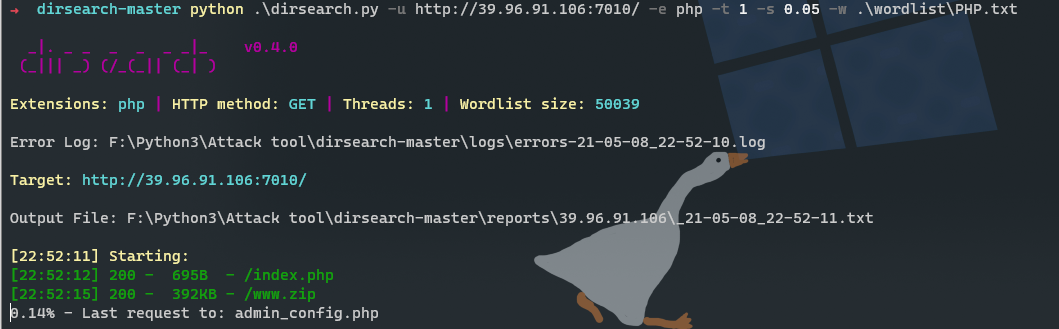 → dirsearch-master python .\dirsearch.py -u http://39.96.91.106:7010/ -e php -t 1 -s 0.05 -w .\wordlist\PHP.txt
_|. _ _ _ _ _ _|_ v0.4.0
(_||| _) (/_(_|| (_| )
Extensions: php | HTTP method: GET | Threads: 1 | Wordlist size: 50039
Error Log: F:\Python3\Attack tool\dirsearch-master\logs\errors-21-05-08_22-52-10.log
Target: http://39.96.91.106:7010/
Output File: F:\Python3\Attack tool\dirsearch-master\reports\39.96.91.106\_21-05-08_22-52-11.txt
[22:52:11] Starting:
[22:52:12] 200 - 695B - /index.php
[22:52:15] 200 - 392KB - /www.zip
0.14% - Last request to: admin_config.php